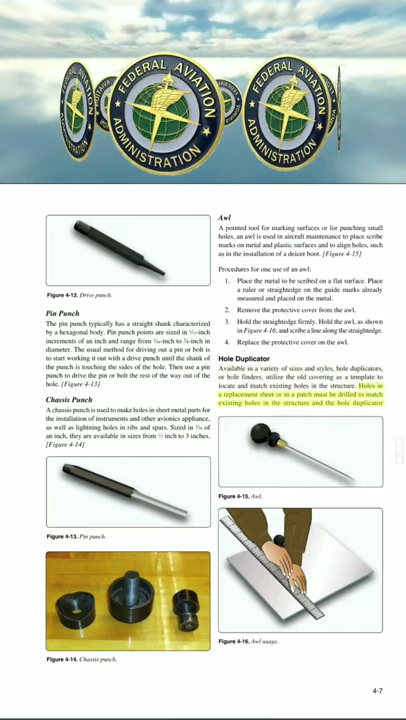 FEDERAL AVIATION
ADMINISTRATION
FEDERAL AVIATION
ADMINISTRATION
Figure 4-12. Drive punch.
Pin Punch
The pin punch typically has a straight shank characterized
by a hexagonal body. Pin punch points are sized in 1⁄32-inch
increments of an inch and range from 1⁄16-inch to 3⁄8-inch in
diameter. The usual method for driving out a pin or bolt is
to start working it out with a drive punch until the shank of
the punch is touching the sides of the hole. Then use a pin
punch to drive the pin or bolt the rest of the way out of the
hole. [Figure 4-13]
Chassis Punch
A chassis punch is used to make holes in sheet metal parts for
the installation of instruments and other avionics appliance,
as well as lightning holes in ribs and spars. Sized in 1⁄16 of
an inch, they are available in sizes from 1⁄2 inch to 3 inches.
[Figure 4-14]
Figure 4-13. Pin punch.
Figure 4-14. Chassis punch.
Awl
A pointed tool for marking surfaces or for punching small
holes, an awl is used in aircraft maintenance to place scribe
marks on metal and plastic surfaces and to align holes, such
as in the installation of a deicer boot. [Figure 4-15]
Procedures for one use of an awl:
1. Place the metal to be scribed on a flat surface. Place
a ruler or straightedge on the guide marks already
measured and placed on the metal.
2. Remove the protective cover from the awl.
3. Hold the straightedge firmly. Hold the awl, as shown
in Figure 4-16, and scribe a line along the straightedge.
4. Replace the protective cover on the awl.
Hole Duplicator
Available in a variety of sizes and styles, hole duplicators,
or hole finders, utilize the old covering as a template to
locate and match existing holes in the structure. Holes in
a replacement sheet or in a patch must be drilled to match
existing holes in the structure and the hole duplicator
Figure 4-15. Awl.
Figure 4-16. Awl usage.
4-7